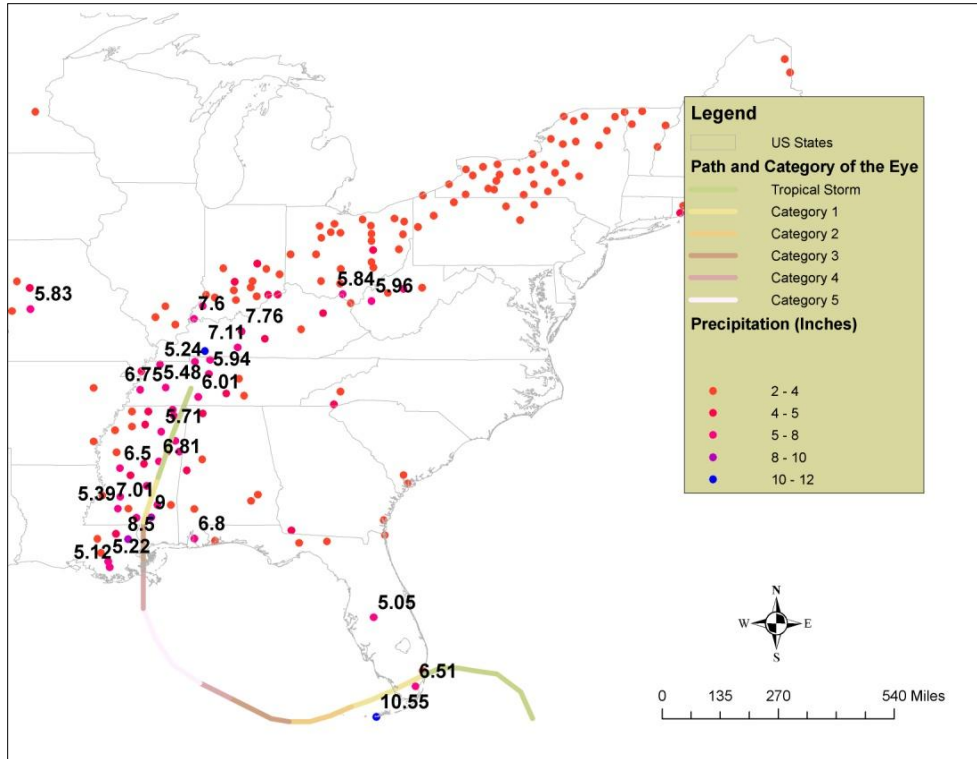 Legend
US States
Path and Category of the Eye
Tropical Storm
Category 1
Category 2
Category 3
Category 4
Category 5
Precipitation (Inches)
2 - 4
4 - 5
5 - 8
8 - 10
10 - 12
5.84
5.96
5.83
7.6
7.76
7.11
5.24
5.94
6.75
5.48
6.01
5.71
6.81
6.5
7.01
5.39
9
8.5
6.8
5.22
5.12
5.05
6.51
10.55
N
W
E
S
0 135 270 540 Miles